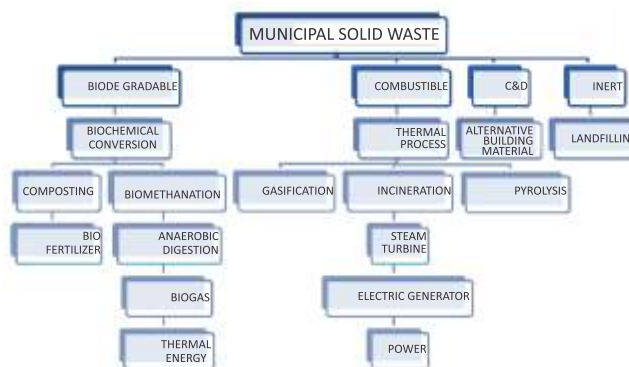 MUNICIPAL SOLID WASTE
BIODE GRADABLE
COMBUSTIBLE
C&D
INERT
BIOCHEMICAL
CONVERSION
THERMAL
PROCESS
ALTERNATIVE
BUILDING
MATERIAL
LANDFILLIN
COMPOSTING
BIOMETHANATION
GASIFICATION
INCINERATION
PYROLYSIS
BIO
FERTILIZER
ANAEROBIC
DIGESTION
STEAM
TURBINE
BIOGAS
ELECTRIC GENERATOR
THERMAL
ENERGY
POWER